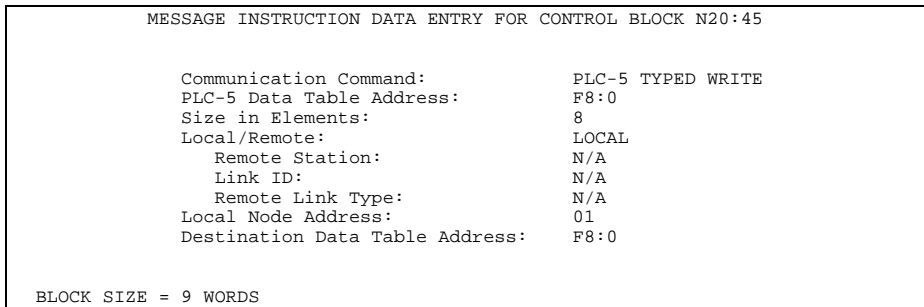 MESSAGE INSTRUCTION DATA ENTRY FOR CONTROL BLOCK N20:45
Communication Command: PLC-5 TYPED WRITE
PLC-5 Data Table Address: F8:0
Size in Elements: 8
Local/Remote: LOCAL
Remote Station: N/A
Link ID: N/A
Remote Link Type: N/A
Local Node Address: 01
Destination Data Table Address: F8:0
BLOCK SIZE = 9 WORDS